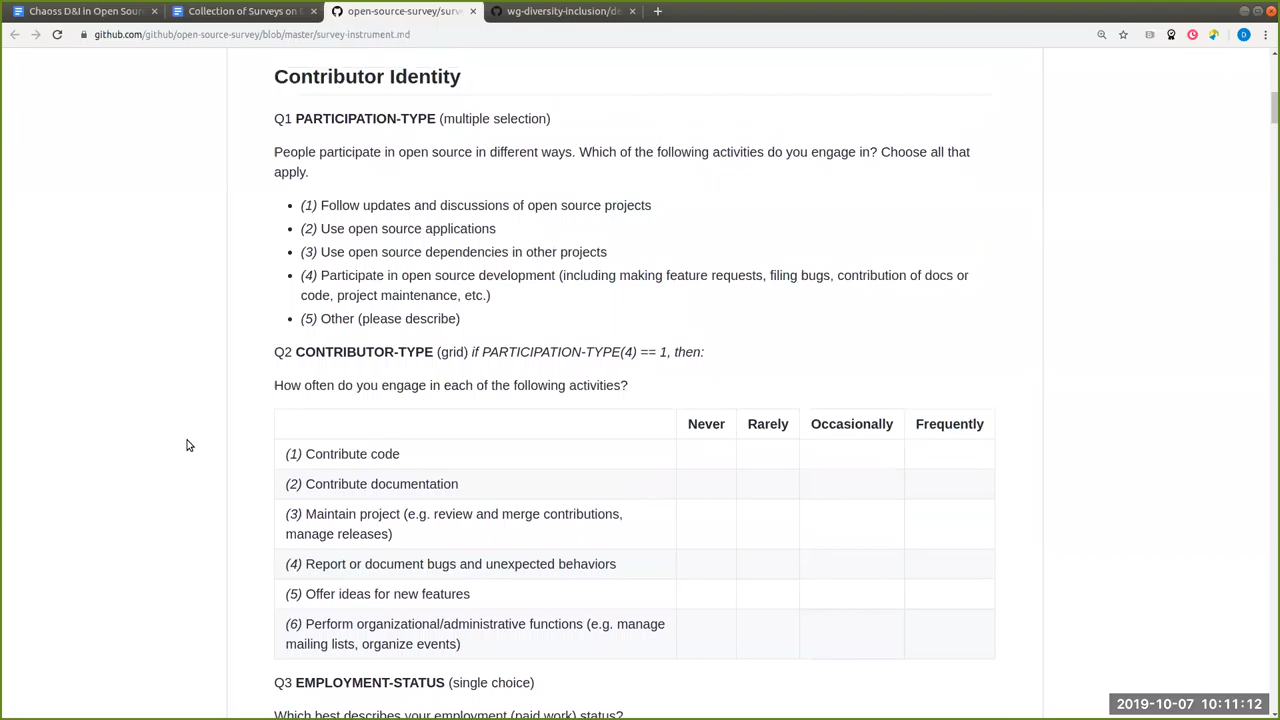 Chaoss D&I in Open Sour
Collection of Surveys on D
open-source-survey/surv
wg-diversity-inclusion/de
github.com/github/open-source-survey/blob/master/survey-instrument.md
D
Contributor Identity
Q1 PARTICIPATION-TYPE (multiple selection)
People participate in open source in different ways. Which of the following activities do you engage in? Choose all that
apply.
(1) Follow updates and discussions of open source projects
(2) Use open source applications
(3) Use open source dependencies in other projects
(4) Participate in open source development (including making feature requests, filing bugs, contribution of docs or
code, project maintenance, etc.)
(5) Other (please describe)
Q2 CONTRIBUTOR-TYPE (grid) if PARTICIPATION-TYPE(4) == 1, then:
How often do you engage in each of the following activities?
Never Rarely Occasionally Frequently
(1) Contribute code
(2) Contribute documentation
(3) Maintain project (e.g. review and merge contributions,
manage releases)
(4) Report or document bugs and unexpected behaviors
(5) Offer ideas for new features
(6) Perform organizational/administrative functions (e.g. manage
mailing lists, organize events)
Q3 EMPLOYMENT-STATUS (single choice)
Which best describes your employment (paid work) status?
2019-10-07 10:11:12